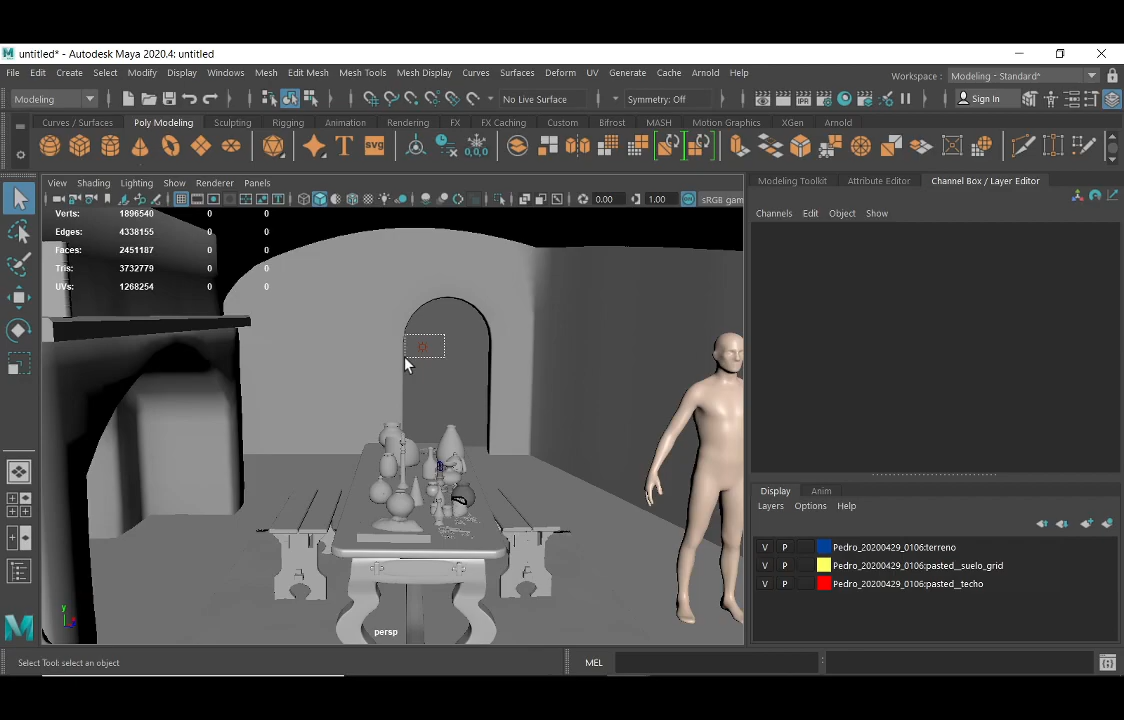 untitled* - Autodesk Maya 2020.4: untitled
File Edit Create Select Modify Display Windows Mesh Edit Mesh Mesh Tools Mesh Display Curves Surfaces Deform UV Generate Cache Arnold Help
Workspace : Modeling - Standard*
Modeling No Live Surface Symmetry: Off IPR Sign In
Curves / Surfaces Poly Modeling Sculpting Rigging Animation Rendering FX FX Caching Custom Bifrost MASH Motion Graphics XGen Arnold
T SVG 0,0,0
View Shading Lighting Show Renderer Panels
Modeling Toolkit Attribute Editor Channel Box / Layer Editor
0.00 1.00 sRGB gam
Channels Edit Object Show
Verts: 1896540 0 0
Edges: 4338155 0 0
Faces: 2451187 0 0
Tris: 3732779 0 0
UVs: 1268254 0 0
Display Anim
Layers Options Help
V P Pedro_20200429_0106:terreno
V P Pedro_20200429_0106:pasted__suelo_grid
V P Pedro_20200429_0106:pasted__techo
y
persp
Select Tool: select an object
MEL